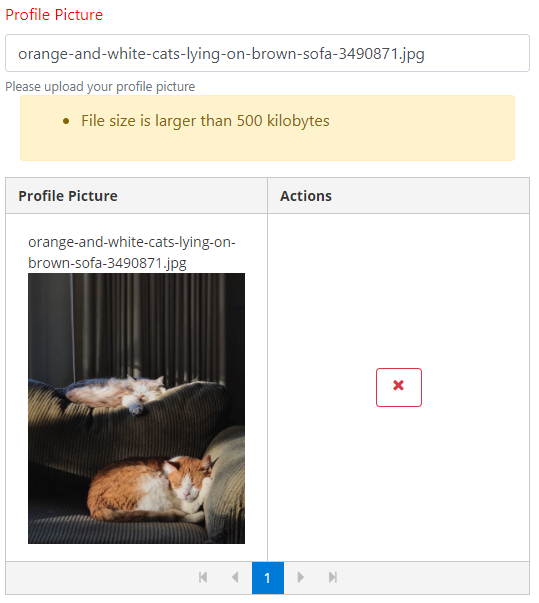 Profile Picture
orange-and-white-cats-lying-on-brown-sofa-3490871.jpg
Please upload your profile picture
File size is larger than 500 kilobytes
Profile Picture
Actions
orange-and-white-cats-lying-on-
brown-sofa-3490871.jpg
1